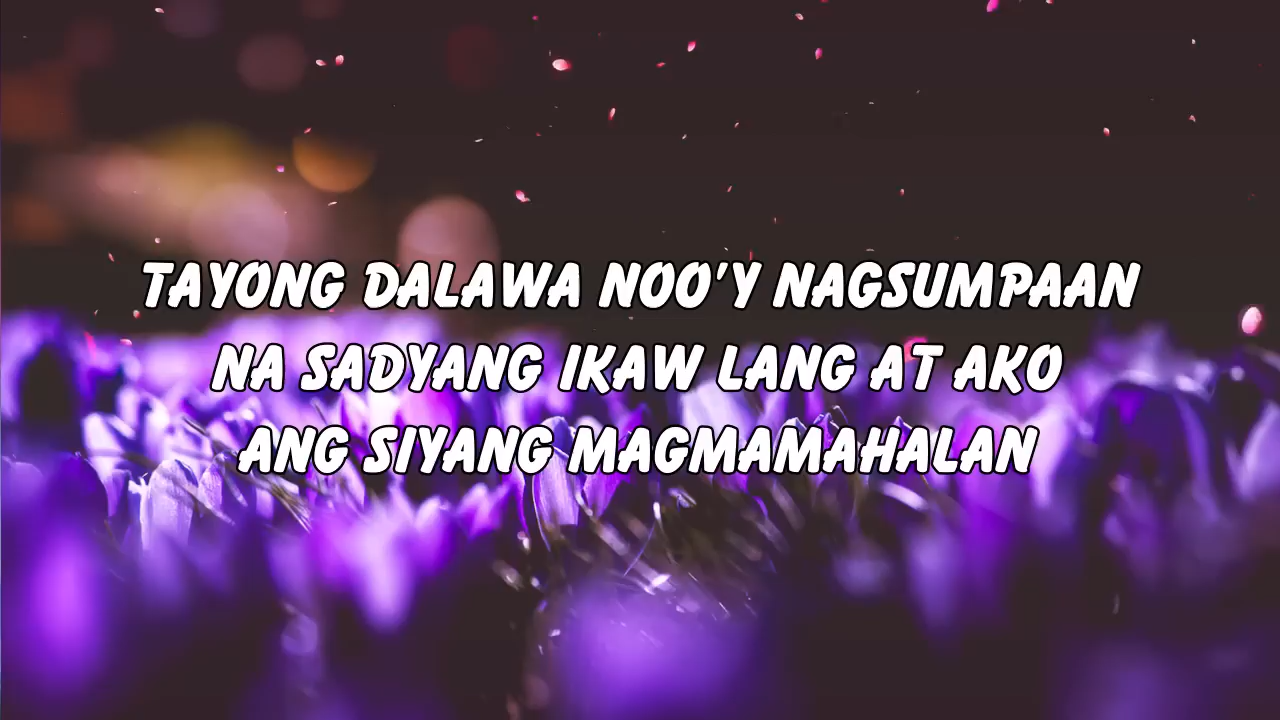 TAYONG DALAWA NOO'Y NAGSUMPAAN
NA SADYANG IKAW LANG AT AKO
ANG SIYANG MAGMAMAHALAN